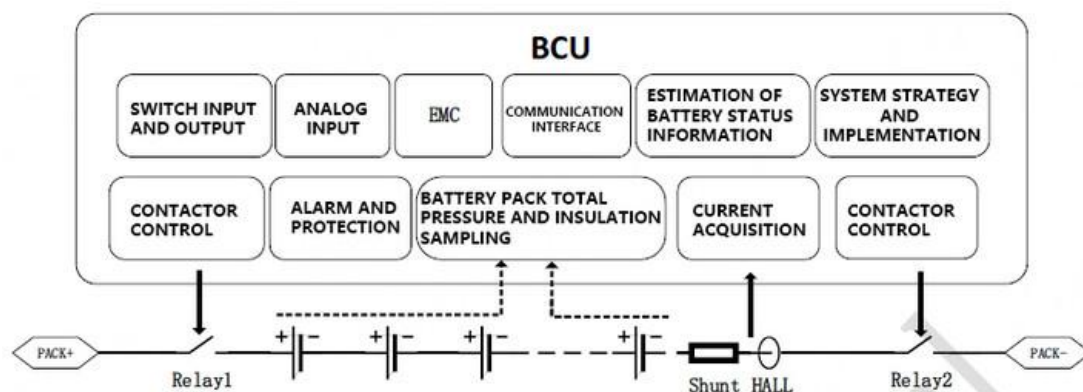 BCU
SWITCH INPUT
AND OUTPUT
ANALOG
INPUT
EMC
COMMUNICATION
INTERFACE
ESTIMATION OF
BATTERY STATUS
INFORMATION
SYSTEM STRATEGY
AND
IMPLEMENTATION
CONTACTOR
CONTROL
ALARM AND
PROTECTION
BATTERY PACK TOTAL
PRESSURE AND INSULATION
SAMPLING
CURRENT
ACQUISITION
CONTACTOR
CONTROL
+ − + − + − + −
PACK+
PACK−
Relay1
Shunt HALL
Relay2